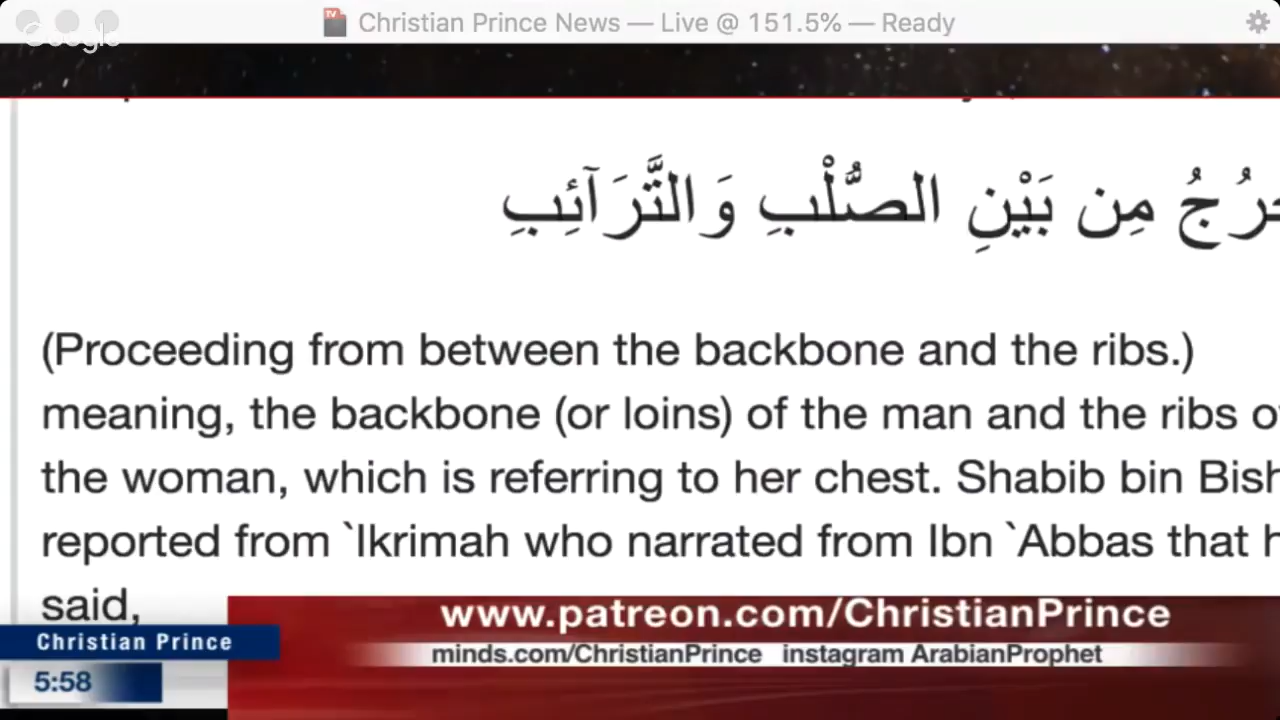 Christian Prince News — Live @ 151.5% — Ready
Google
مِن بَيْنِ الصُّلْبِ وَالتَّرَآئِبِ
(Proceeding from between the backbone and the ribs.)
meaning, the backbone (or loins) of the man and the ribs
the woman, which is referring to her chest. Shabib bin
reported from `Ikrimah who narrated from Ibn `Abbas that
said,
www.patreon.com/ChristianPrince
Christian Prince
minds.com/ChristianPrince instagram ArabianProphet
5:58